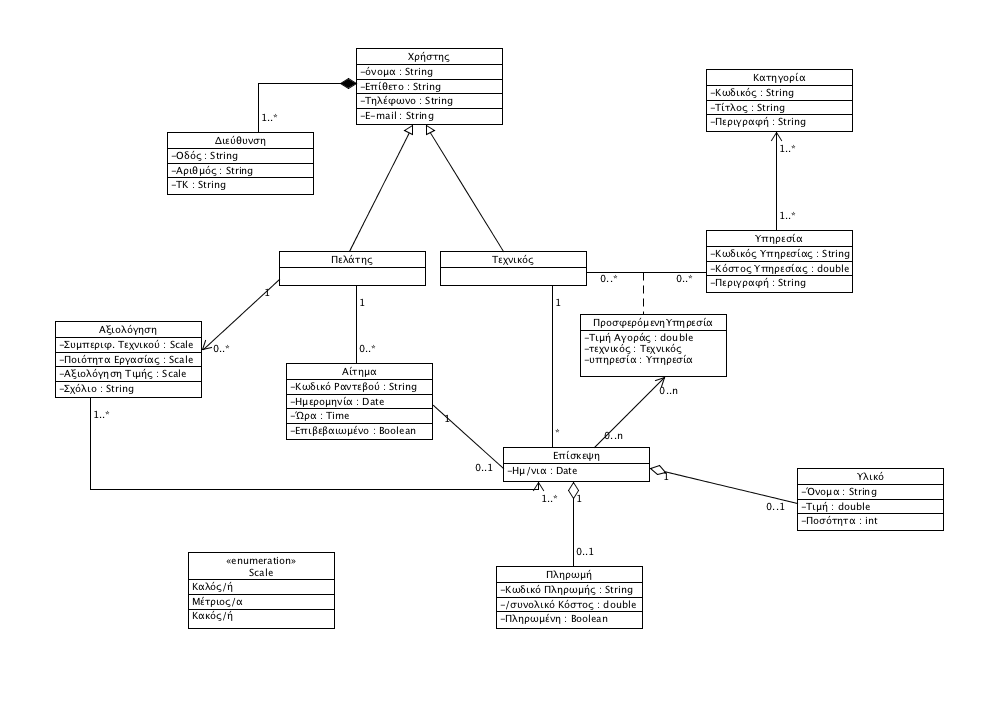 Χρήστης
-όνομα : String
-Επίθετο : String
-Τηλέφωνο : String
-E-mail : String
Κατηγορία
-Κωδικός : String
-Τίτλος : String
-Περιγραφή : String
1..*
1..*
1..*
Διεύθυνση
-Οδός : String
-Αριθμός : String
-ΤΚ : String
Υπηρεσία
-Κωδικός Υπηρεσίας : String
-Κόστος Υπηρεσίας : double
-Περιγραφή : String
Πελάτης
Τεχνικός
0..*
0..*
1
1
1
ΠροσφερόμενηΥπηρεσία
-Τιμή Αγοράς : double
-τεχνικός : Τεχνικός
-υπηρεσία : Υπηρεσία
Αξιολόγηση
-Συμπεριφ. Τεχνικού : Scale
-Ποιότητα Εργασίας : Scale
-Αξιολόγηση Τιμής : Scale
-Σχόλιο : String
0..*
0..*
Αίτημα
-Κωδικό Ραντεβού : String
-Ημερομηνία : Date
-Ώρα : Time
-Επιβεβαιωμένο : Boolean
0..n
1..*
1
*
0..n
Επίσκεψη
-Ημ/νια : Date
0..1
1
1..*
1
Υλικό
-Όνομα : String
-Τιμή : double
-Ποσότητα : int
0..1
0..1
«enumeration»
Scale
Καλός/ή
Μέτριος/α
Κακός/ή
Πληρωμή
-Κωδικό Πληρωμής : String
-/συνολικό Κόστος : double
-Πληρωμένη : Boolean